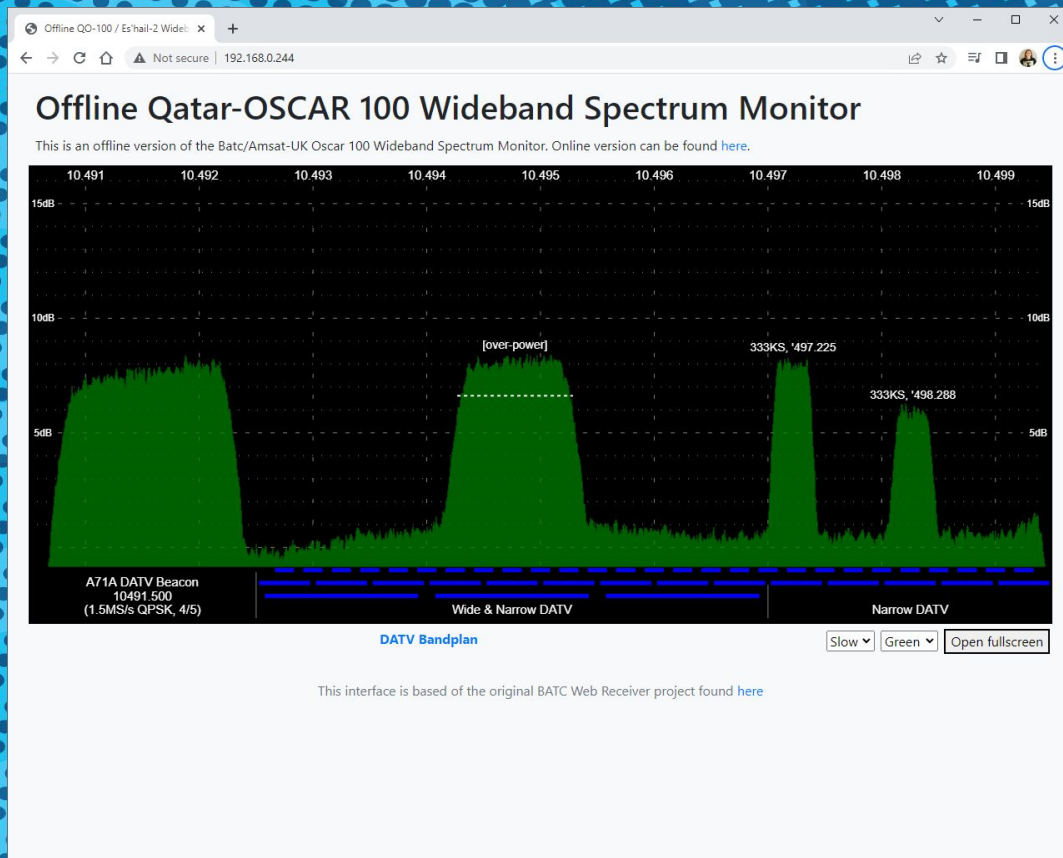 Offline QO-100 / Es'hail-2 Wideb
Not secure | 192.168.0.244
Offline Qatar-OSCAR 100 Wideband Spectrum Monitor
This is an offline version of the Batc/Amsat-UK Oscar 100 Wideband Spectrum Monitor. Online version can be found here.
10.491 10.492 10.493 10.494 10.495 10.496 10.497 10.498 10.499
15dB 15dB
10dB 10dB
[over-power] 333KS, '497.225
333KS, '498.288
5dB 5dB
A71A DATV Beacon
10491.500
(1.5MS/s QPSK, 4/5) Wide & Narrow DATV Narrow DATV
DATV Bandplan Slow Green Open fullscreen
This interface is based of the original BATC Web Receiver project found here